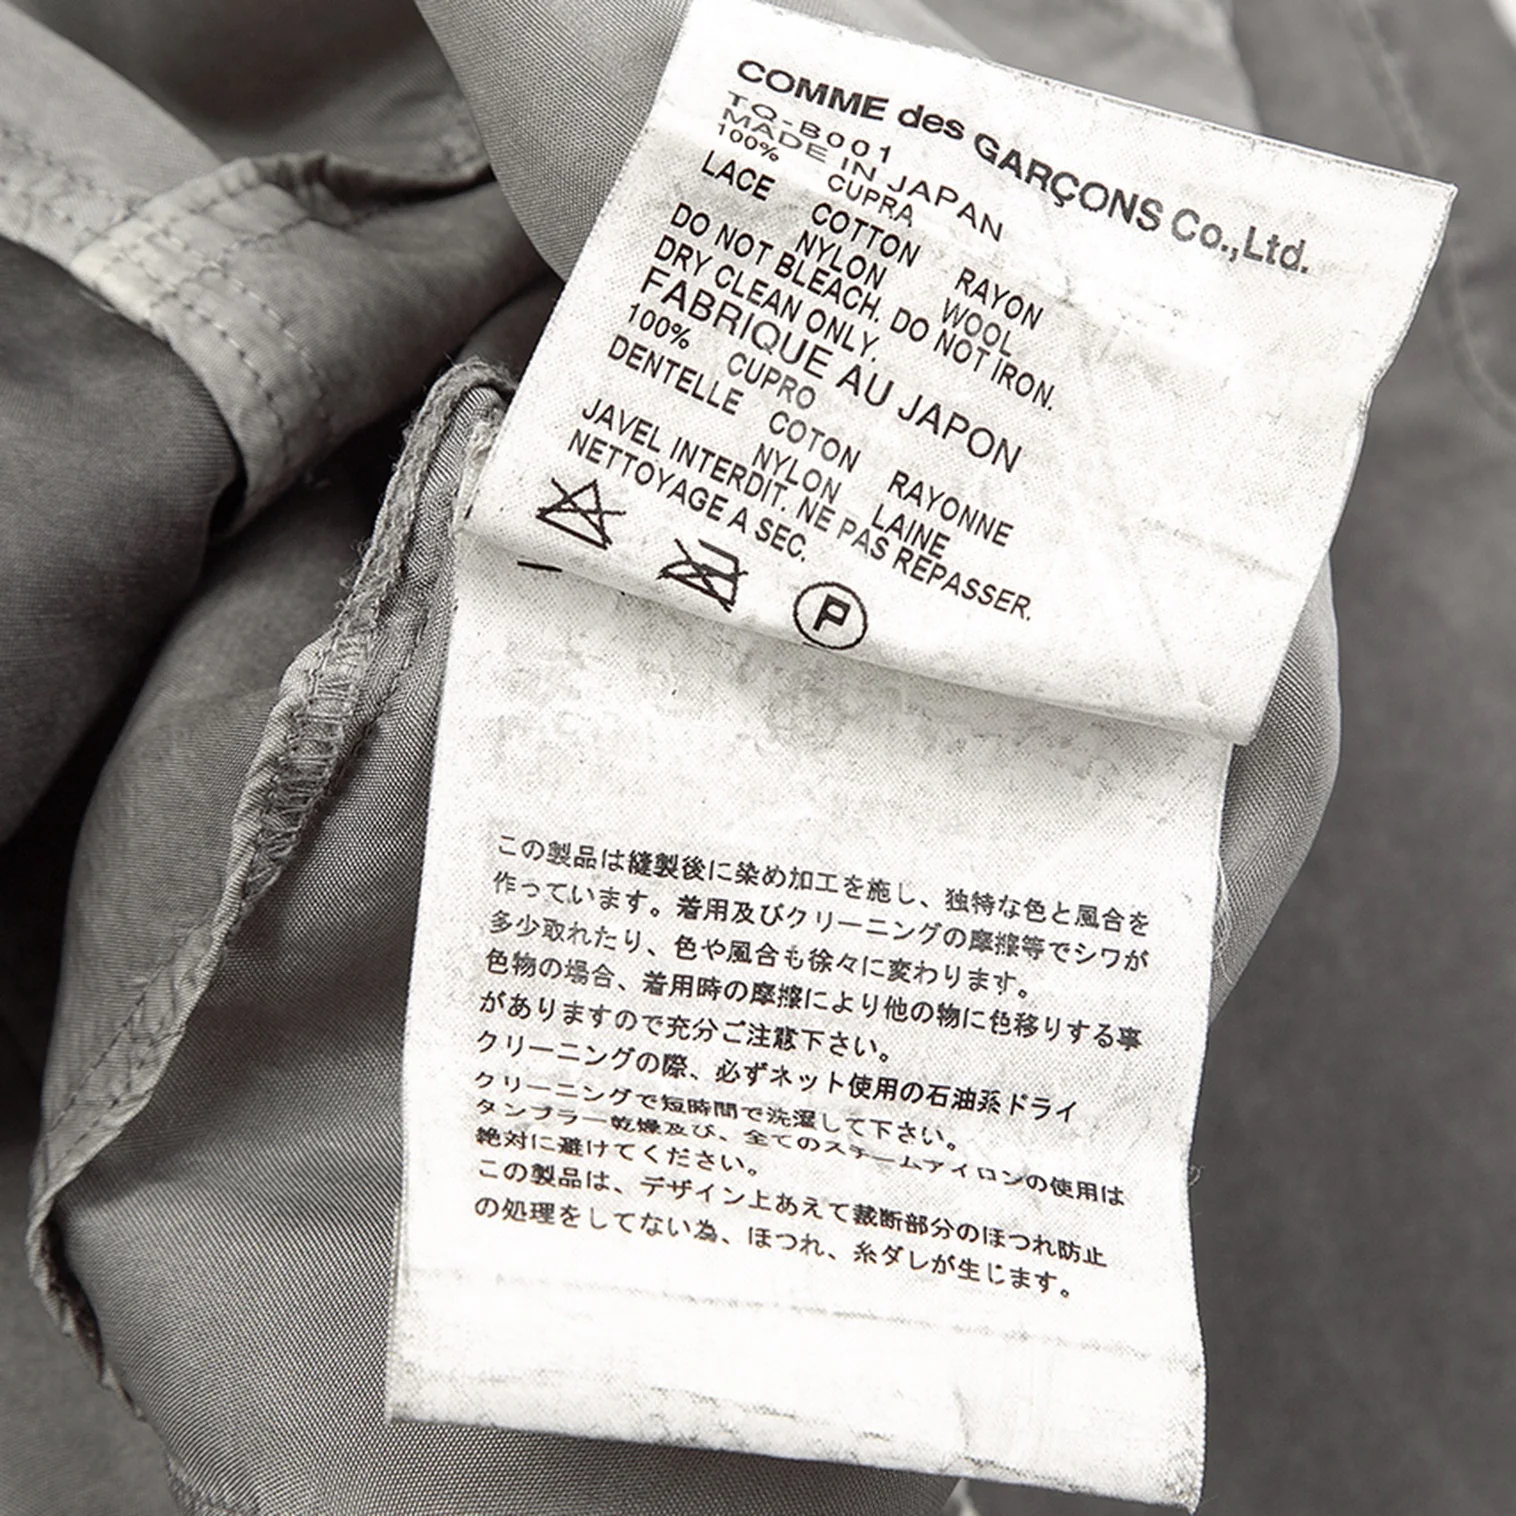 COMME des GARÇONS Co.,Ltd.
TQ-B001
MADE IN JAPAN
100% CUPRA
LACE COTTON RAYON
NYLON WOOL
DO NOT BLEACH. DO NOT IRON.
DRY CLEAN ONLY.
FABRIQUE AU JAPON
100% CUPRO
DENTELLE COTON RAYONNE
NYLON LAINE
JAVEL INTERDIT. NE PAS REPASSER.
NETTOYAGE A SEC.
P
この製品は縫製後に染め加工を施し、独特な色と風合を
作っています。着用及びクリーニングの摩擦等でシワが
多少取れたり、色や風合も徐々に変わります。
色物の場合、着用時の摩擦により他の物に色移りする事
がありますので充分ご注意下さい。
クリーニングの際、必ずネット使用の石油系ドライ
クリーニングで短時間で洗濯して下さい。
タンブラー乾燥及び、全てのスチームアイロンの使用は
絶対に避けてください。
この製品は、デザイン上あえて裁断部分のほつれ防止
の処理をしてない為、ほつれ、糸ダレが生じます。